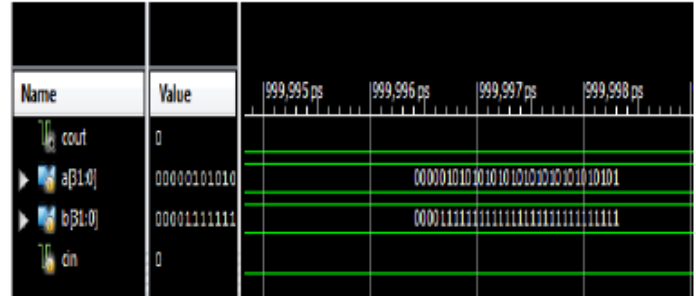 Name Value 999,995 ps 999,996 ps 999,997 ps 999,998 ps
cout 0
a[31:0] 00000101010 00000101010101010101010101010101
b[31:0] 00001111111 00001111111111111111111111111111
cin 0